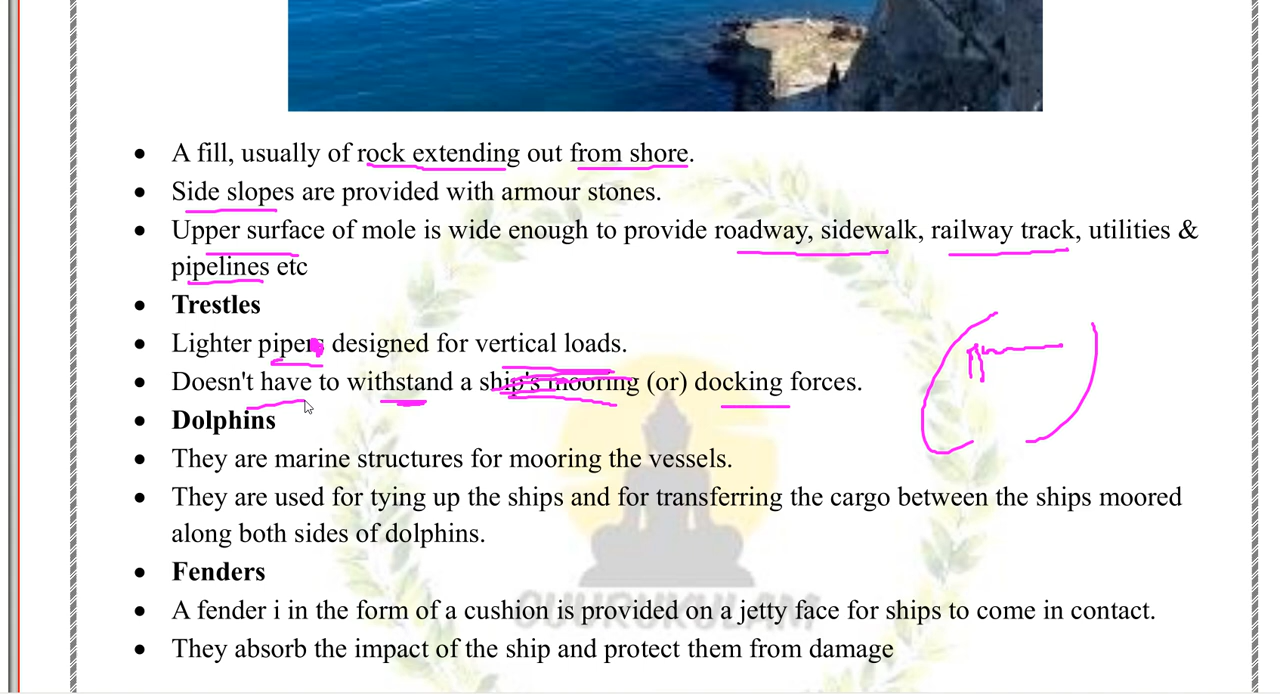 • A fill, usually of rock extending out from shore.
• Side slopes are provided with armour stones.
• Upper surface of mole is wide enough to provide roadway, sidewalk, railway track, utilities &
pipelines etc
• Trestles
• Lighter pipers designed for vertical loads.
• Doesn't have to withstand a ship's mooring (or) docking forces.
• Dolphins
• They are marine structures for mooring the vessels.
• They are used for tying up the ships and for transferring the cargo between the ships moored
along both sides of dolphins.
• Fenders
• A fender i in the form of a cushion is provided on a jetty face for ships to come in contact.
• They absorb the impact of the ship and protect them from damage
GUURUKULAM